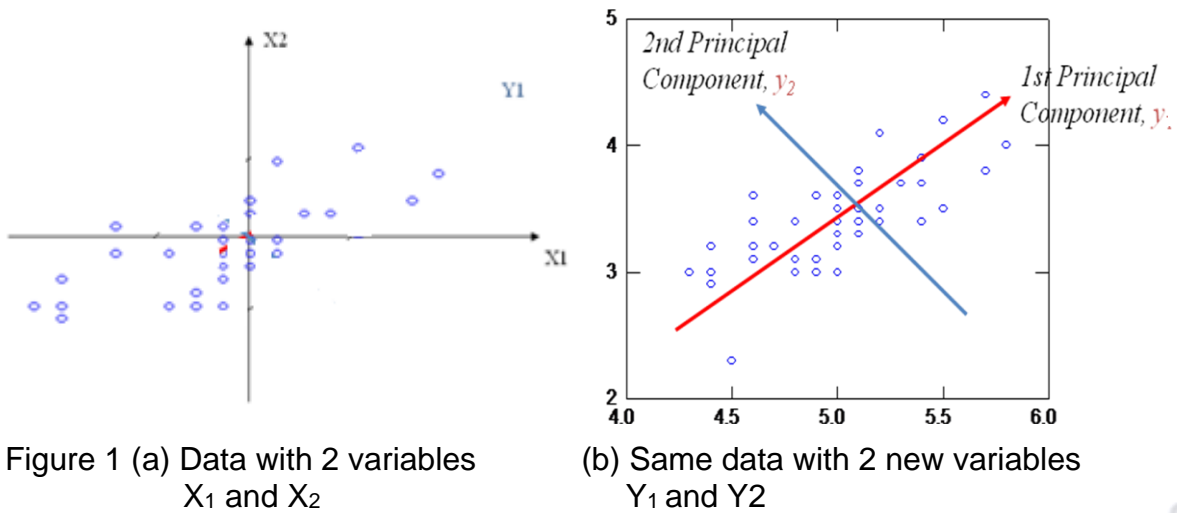 X2
Y1
X1
5
4
3
2
4.0 4.5 5.0 5.5 6.0
2nd Principal
Component, y₂
1st Principal
Component, y
Figure 1 (a) Data with 2 variables
X₁ and X₂
(b) Same data with 2 new variables
Y₁ and Y2